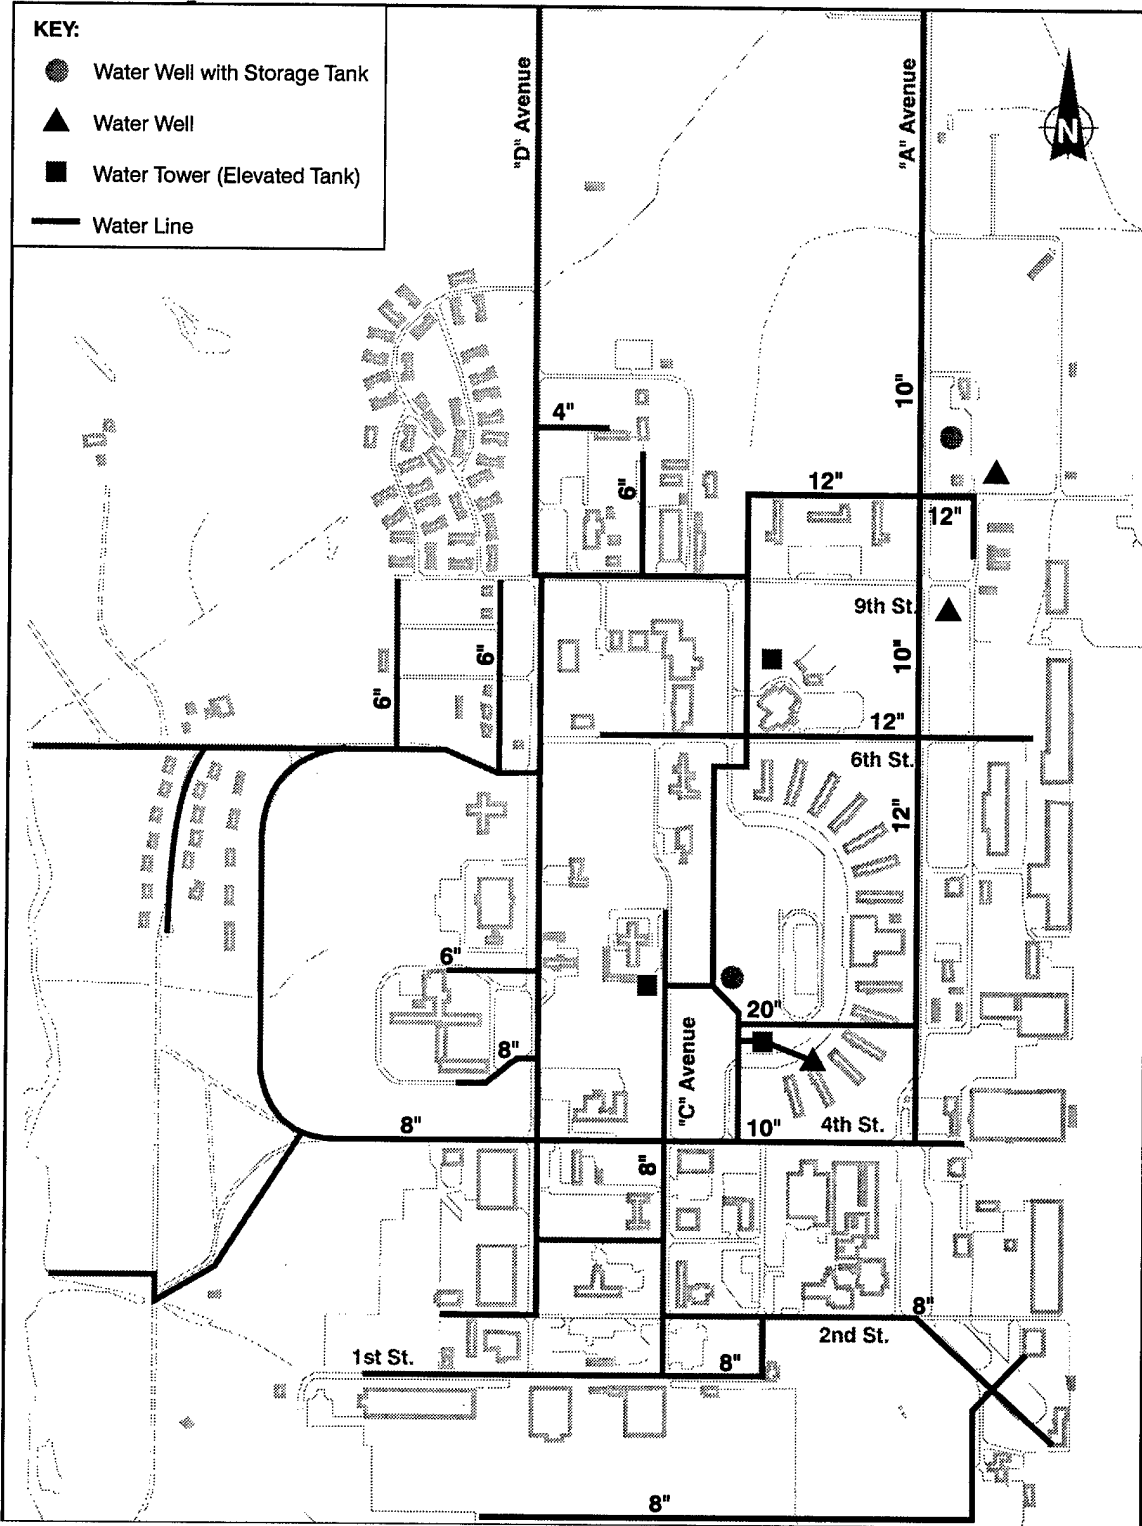 KEY:
Water Well with Storage Tank
Water Well
Water Tower (Elevated Tank)
Water Line
"D" Avenue
"A" Avenue
N
10"
4"
12"
6"
12"
9th St.
10"
6"
6"
12"
6th St.
12"
6"
20"
8"
"C" Avenue
8"
10"
4th St.
8"
8"
2nd St.
1st St.
8"
8"